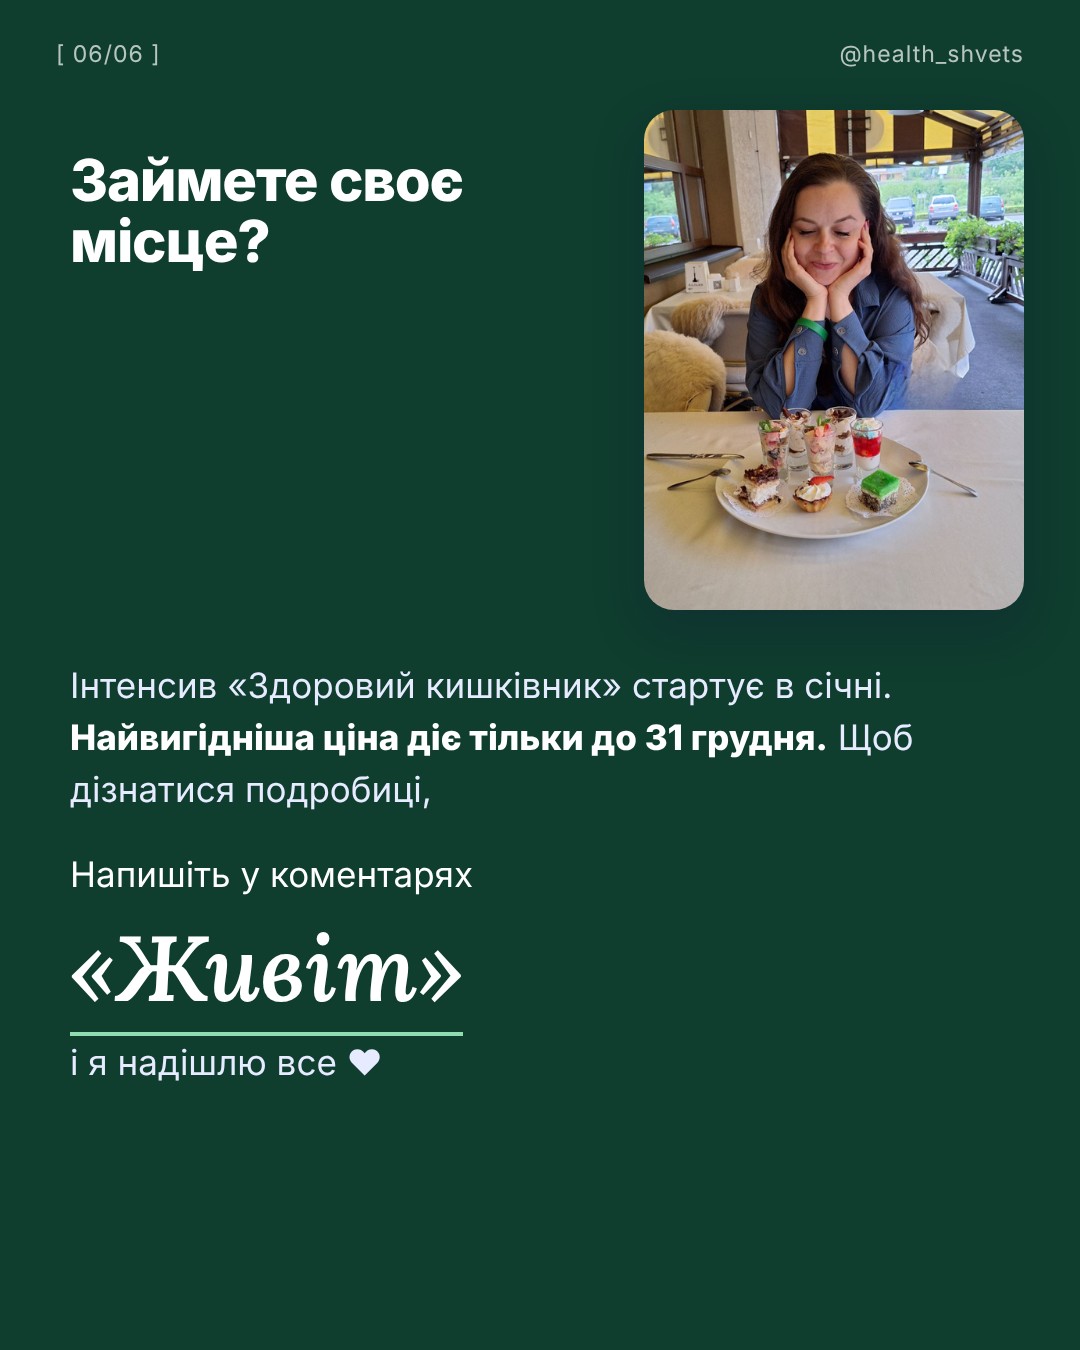 [ 06/06 ]
@health_shvets
Займете своє
місце?
Інтенсив «Здоровий кишківник» стартує в січні.
Найвигідніша ціна діє тільки до 31 грудня. Щоб
дізнатися подробиці,
Напишіть у коментарях
«Живіт»
і я надішлю все ♥